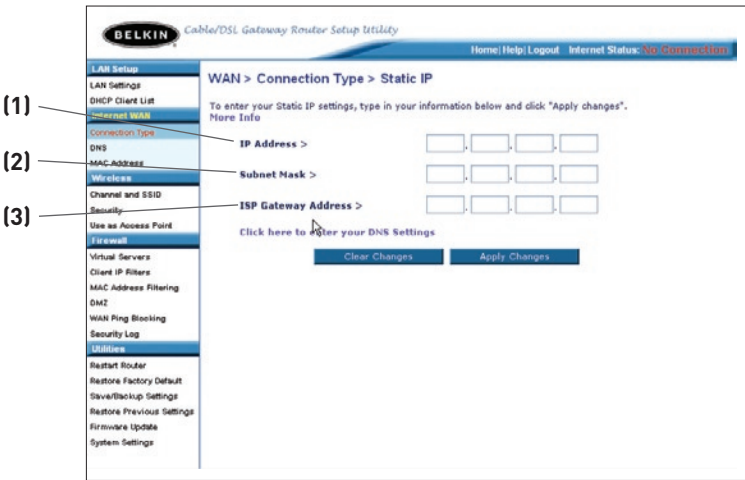 BELKIN
Cable/DSL Gateway Router Setup Utility
Home|Help|Logout Internet Status: No Connection
LAN Setup
LAN Settings
DHCP Client List
Internet WAN
Connection Type
DNS
MAC Address
Wireless
Channel and SSID
Security
Use as Access Point
Firewall
Virtual Servers
Client IP Filters
MAC Address Filtering
DMZ
WAN Ping Blocking
Security Log
Utilities
Restart Router
Restore Factory Default
Save/Backup Settings
Restore Previous Settings
Firmware Update
System Settings
WAN > Connection Type > Static IP
To enter your Static IP settings, type in your information below and click "Apply changes".
More Info
(1) IP Address > . . .
(2) Subnet Mask > . . .
(3) ISP Gateway Address > . . .
Click here to enter your DNS Settings
Clear Changes Apply Changes